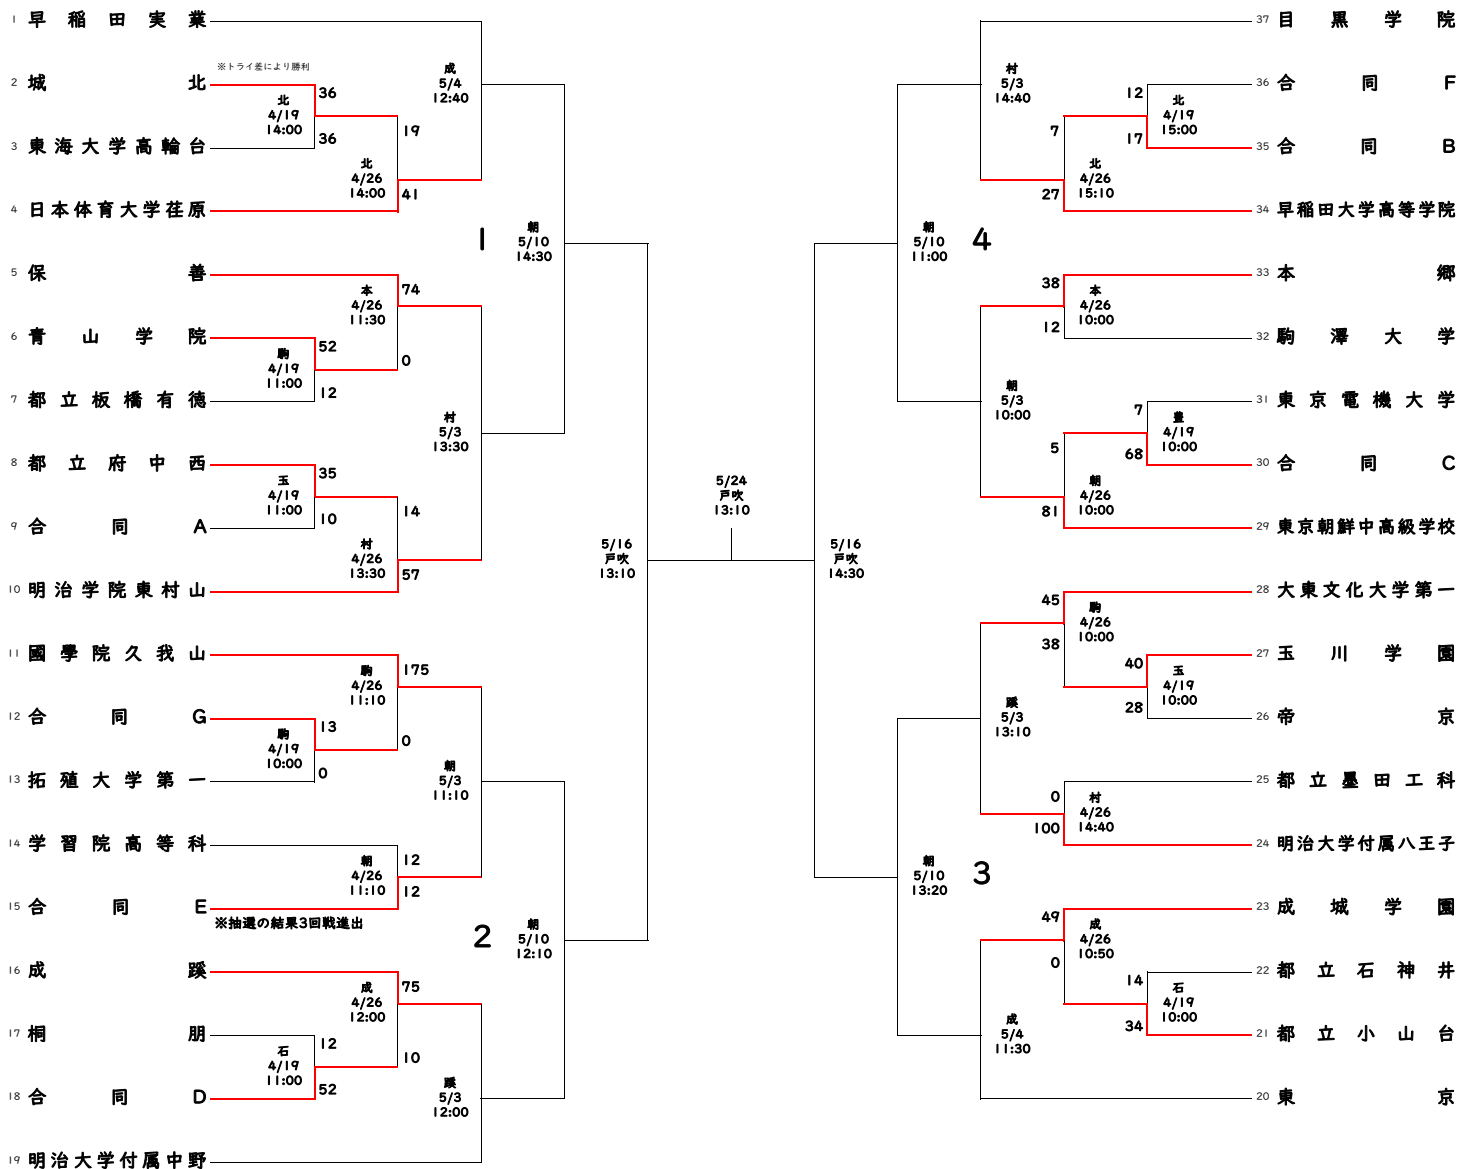 1 早稲田実業
※トライ差により勝利
2 城北
36
北
4/19
14:00
36
3 東海大学高輪台
19
北
4/26
14:00
41
4 日本体育大学荏原
成
5/4
12:40
1
朝
5/10
14:30
5 保善
74
本
4/26
11:30
0
6 青山学院
52
駒
4/19
11:00
12
7 都立板橋有徳
村
5/3
13:30
8 都立府中西
35
玉
4/19
11:00
10
9 合同A
14
村
4/26
13:30
57
10 明治学院東村山
5/16
戸吹
13:10
11 國學院久我山
175
駒
4/26
11:10
0
12 合同G
13
駒
4/19
10:00
0
13 拓殖大学第一
朝
5/3
11:10
14 学習院高等科
12
朝
4/26
11:10
12
15 合同E
※抽選の結果3回戦進出
2
朝
5/10
12:10
16 成蹊
75
成
4/26
12:00
10
17 桐朋
12
石
4/19
11:00
52
18 合同D
蹊
5/3
12:00
19 明治大学付属中野
5/24
戸吹
13:10
37 目黒学院
村
5/3
14:40
36 合同F
12
北
4/19
15:00
17
35 合同B
7
北
4/26
15:10
27
34 早稲田大学高等学院
朝
5/10
11:00
4
33 本郷
38
本
4/26
10:00
12
32 駒澤大学
朝
5/3
10:00
31 東京電機大学
7
豊
4/19
10:00
68
30 合同C
5
朝
4/26
10:00
81
29 東京朝鮮中高級学校
5/16
戸吹
14:30
28 大東文化大学第一
45
駒
4/26
10:00
38
27 玉川学園
40
玉
4/19
10:00
28
26 帝京
蹊
5/3
13:10
25 都立墨田工科
0
村
4/26
14:40
100
24 明治大学付属八王子
朝
5/10
13:20
3
23 成城学園
49
成
4/26
10:50
0
22 都立石神井
14
石
4/19
10:00
34
21 都立小山台
成
5/4
11:30
20 東京